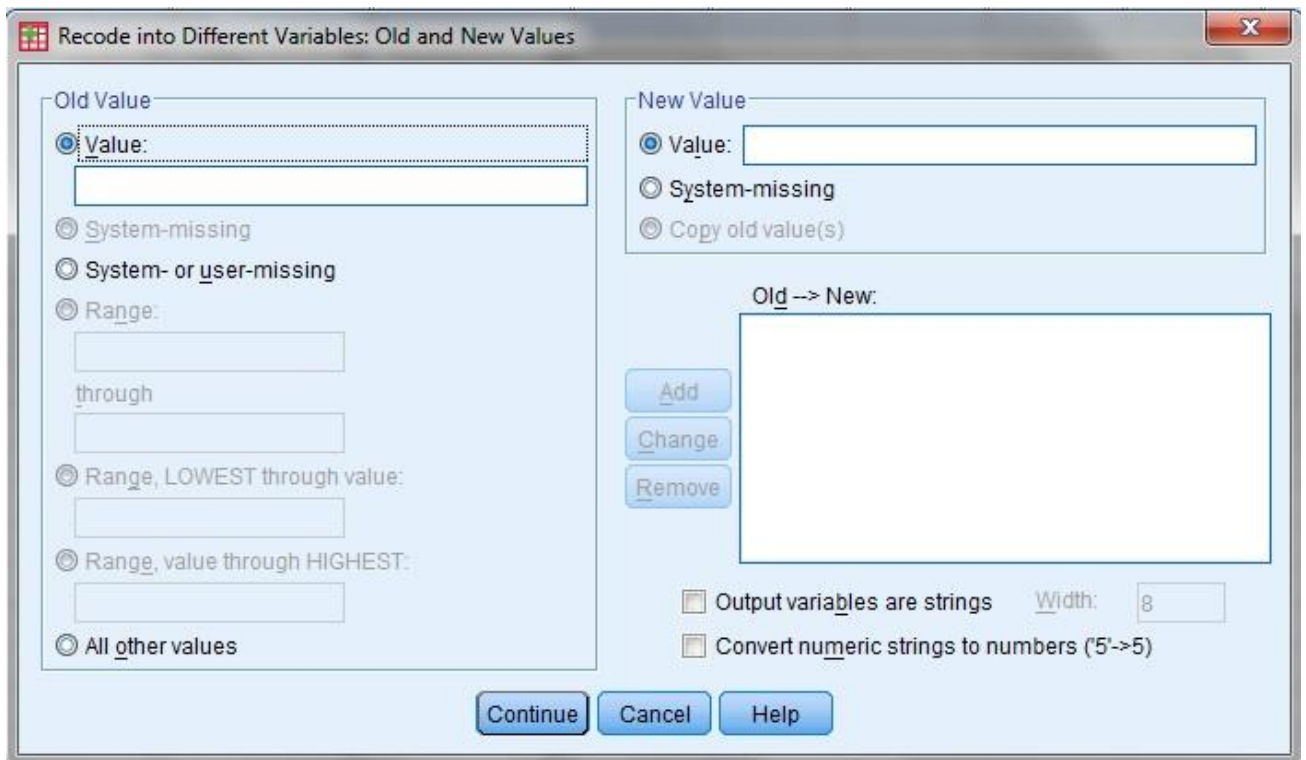 Recode into Different Variables: Old and New Values
Old Value
Value:
System-missing
System- or user-missing
Range:
through
Range, LOWEST through value:
Range, value through HIGHEST:
All other values
New Value
Value:
System-missing
Copy old value(s)
Old --> New:
Add
Change
Remove
Output variables are strings Width: 8
Convert numeric strings to numbers ('5'->5)
Continue Cancel Help